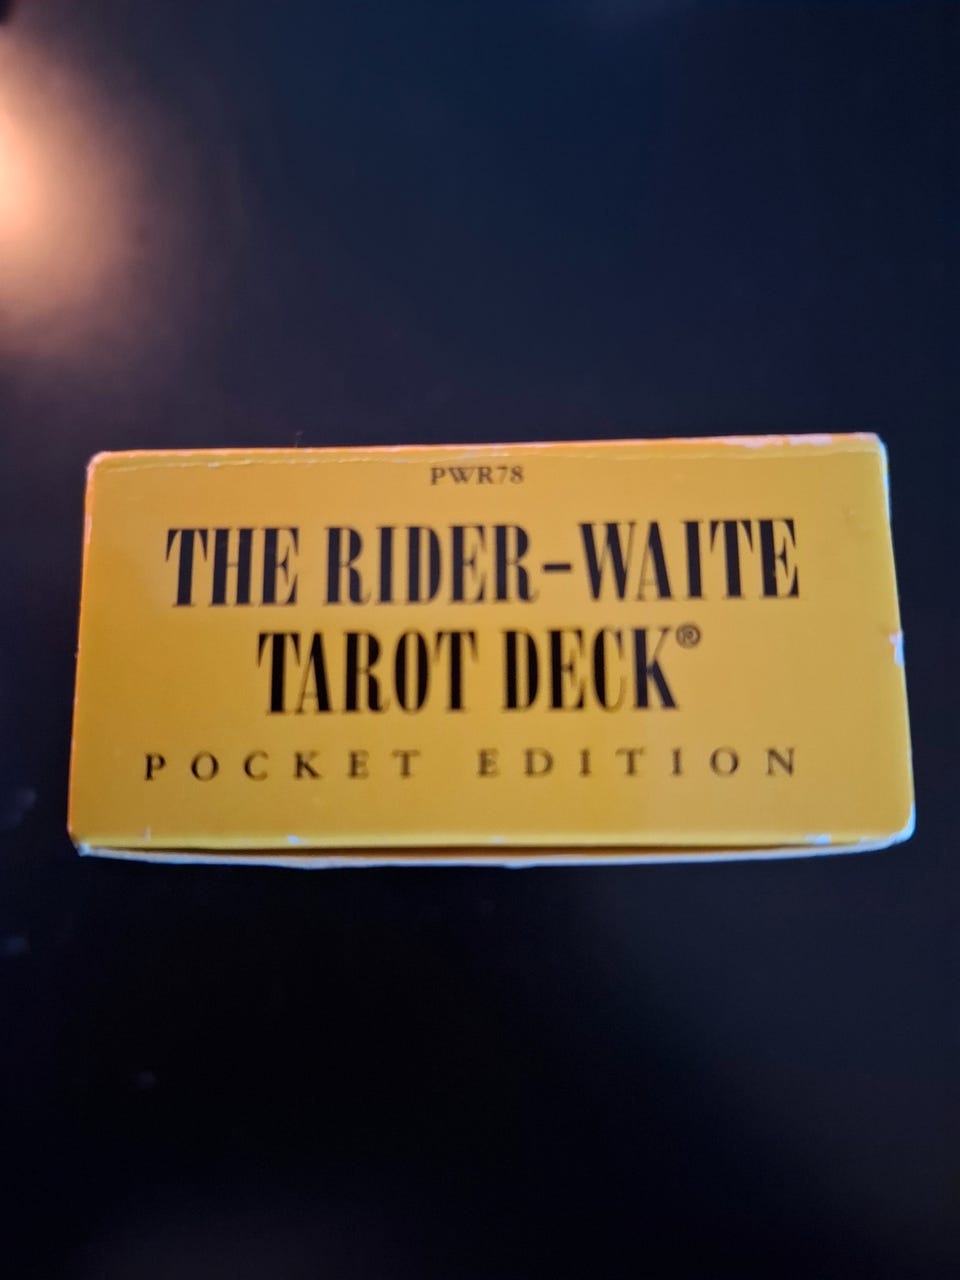 PWR78
THE RIDER-WAITE
TAROT DECK®
POCKET EDITION